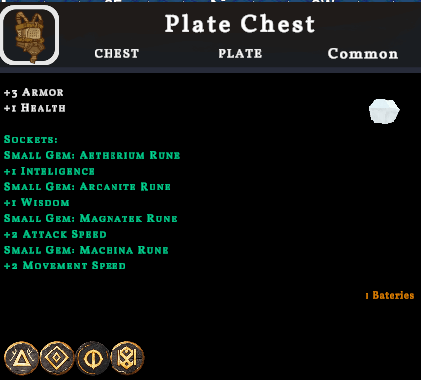 Plate Chest
CHEST PLATE Common
+3 Armor
+1 Health
Sockets:
Small Gem: Aetherium Rune
+1 Inteligence
Small Gem: Arcanite Rune
+1 Wisdom
Small Gem: Magnatek Rune
+2 Attack Speed
Small Gem: Machina Rune
+2 Movement Speed
1 Bateries